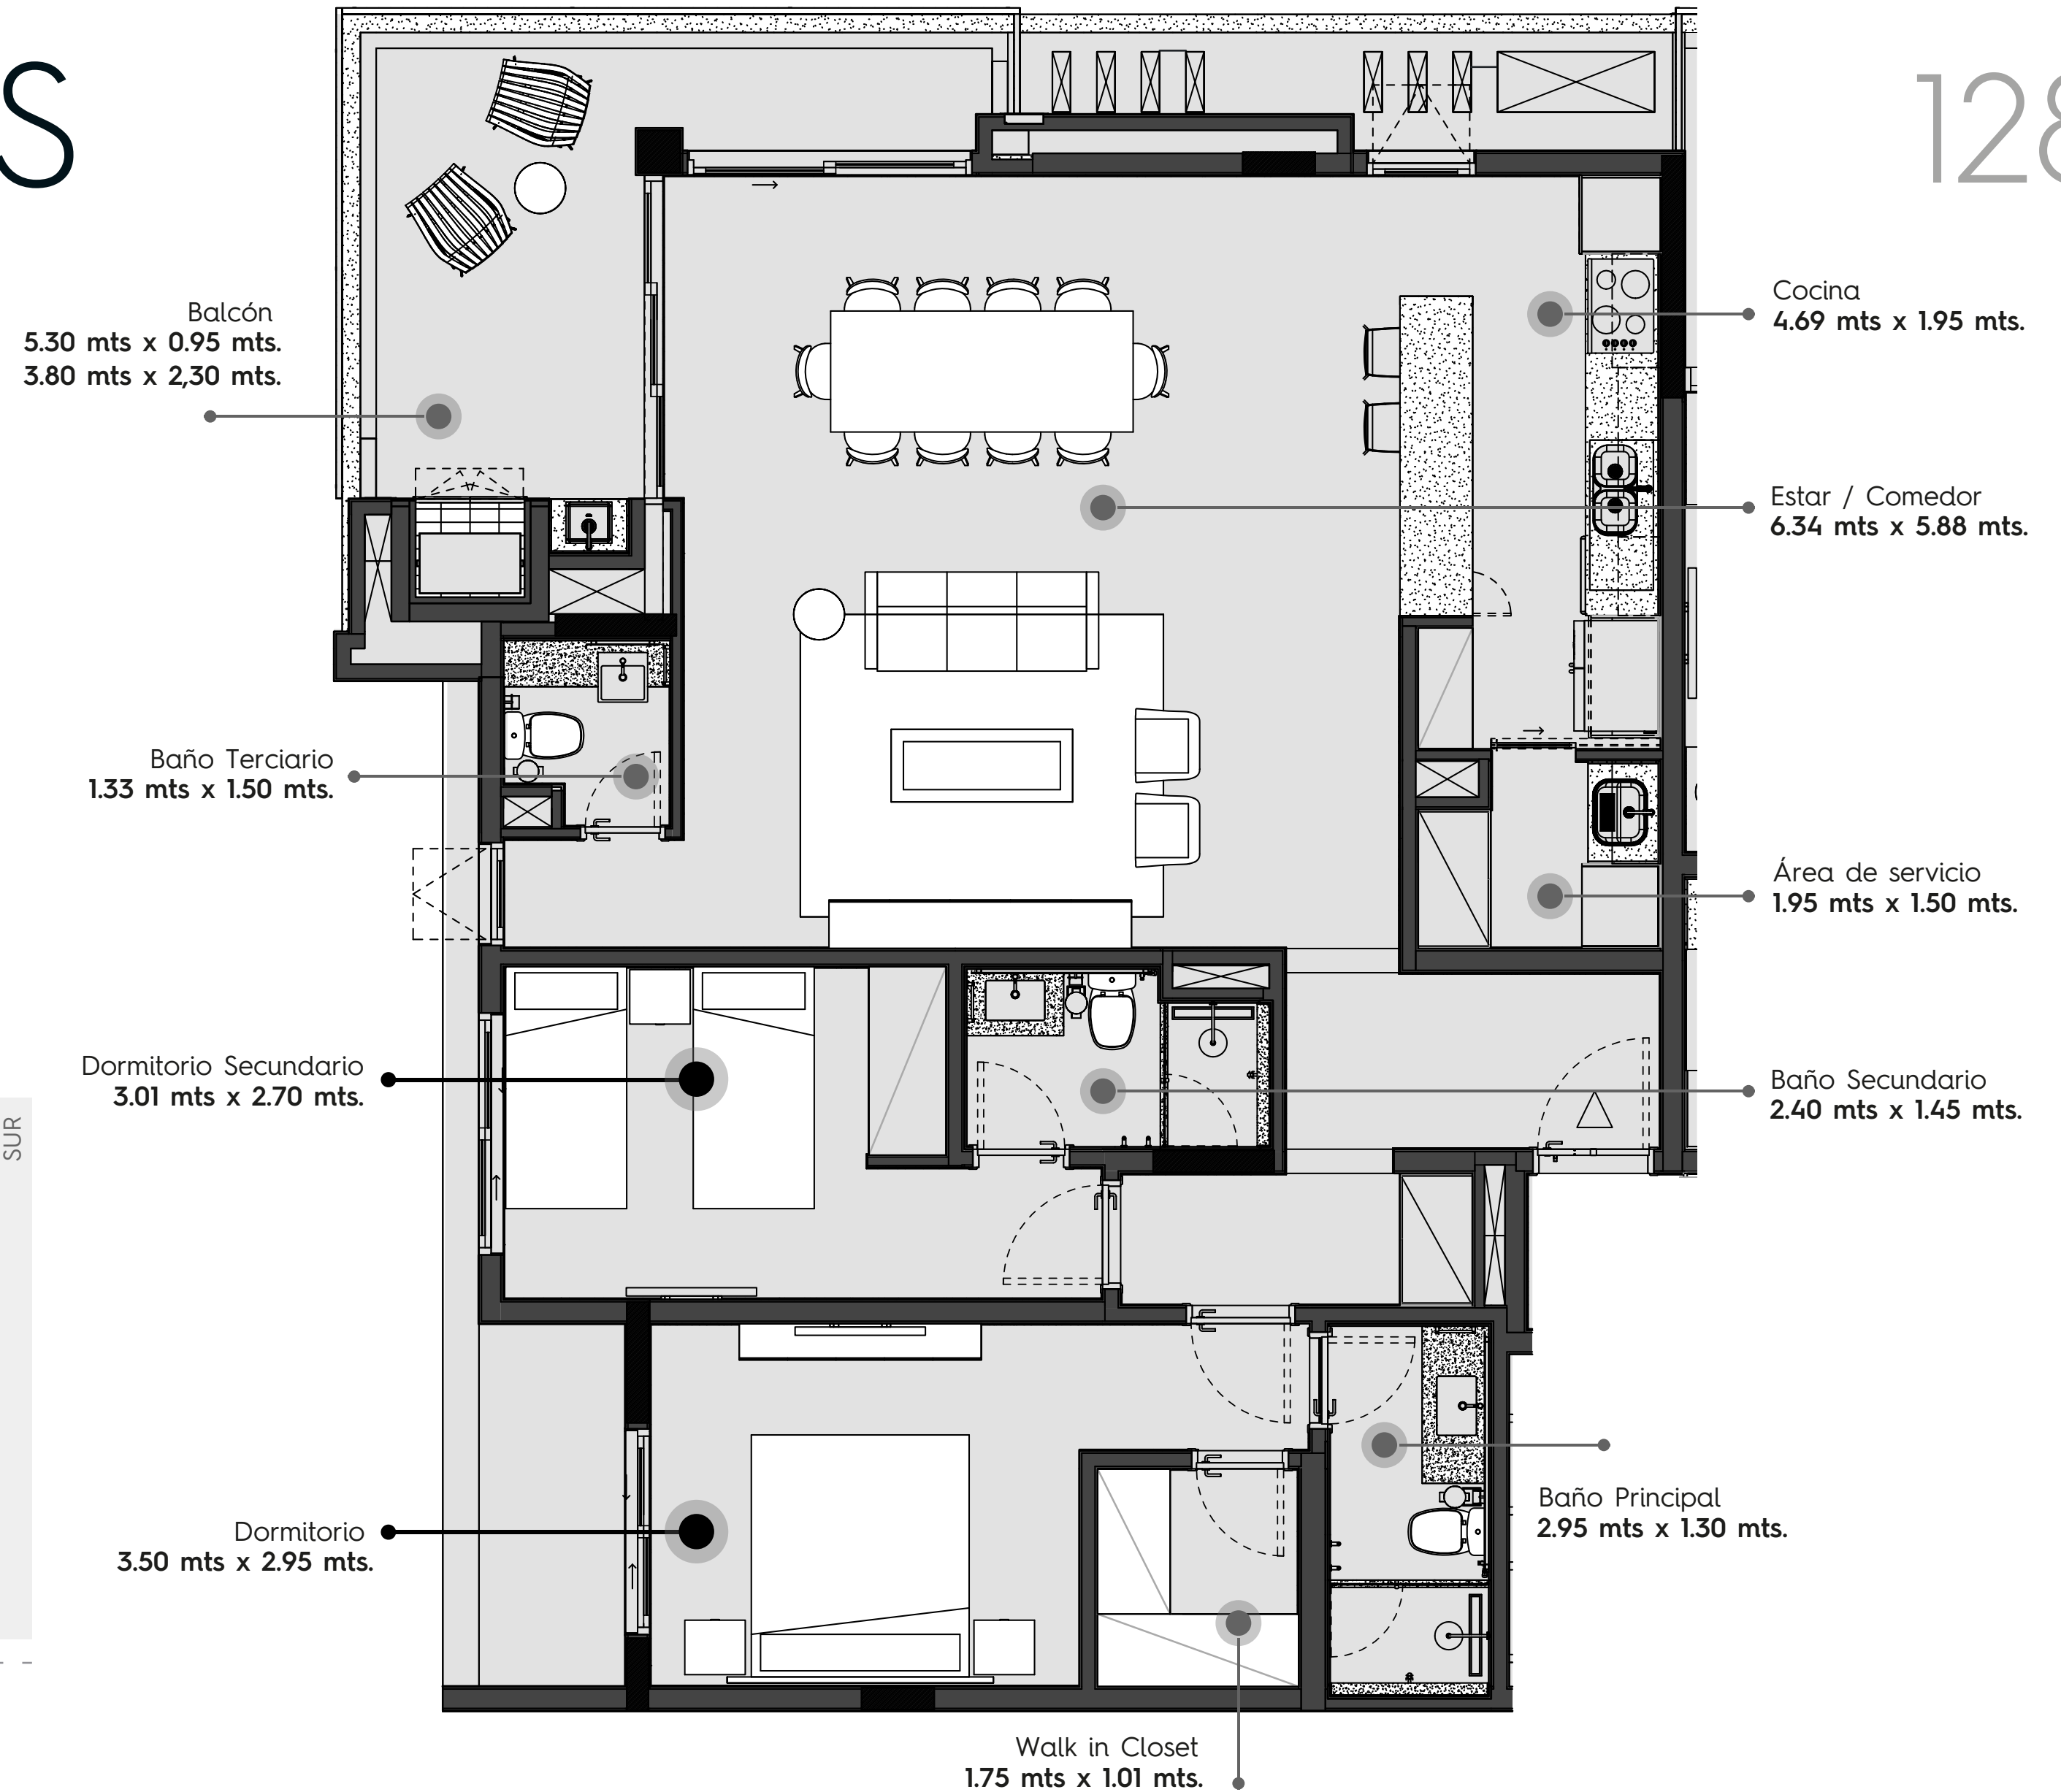 S
128
Balcón
5.30 mts x 0.95 mts.
3.80 mts x 2,30 mts.
Cocina
4.69 mts x 1.95 mts.
Estar / Comedor
6.34 mts x 5.88 mts.
Baño Terciario
1.33 mts x 1.50 mts.
Área de servicio
1.95 mts x 1.50 mts.
Dormitorio Secundario
3.01 mts x 2.70 mts.
Baño Secundario
2.40 mts x 1.45 mts.
SUR
Dormitorio
3.50 mts x 2.95 mts.
Baño Principal
2.95 mts x 1.30 mts.
Walk in Closet
1.75 mts x 1.01 mts.